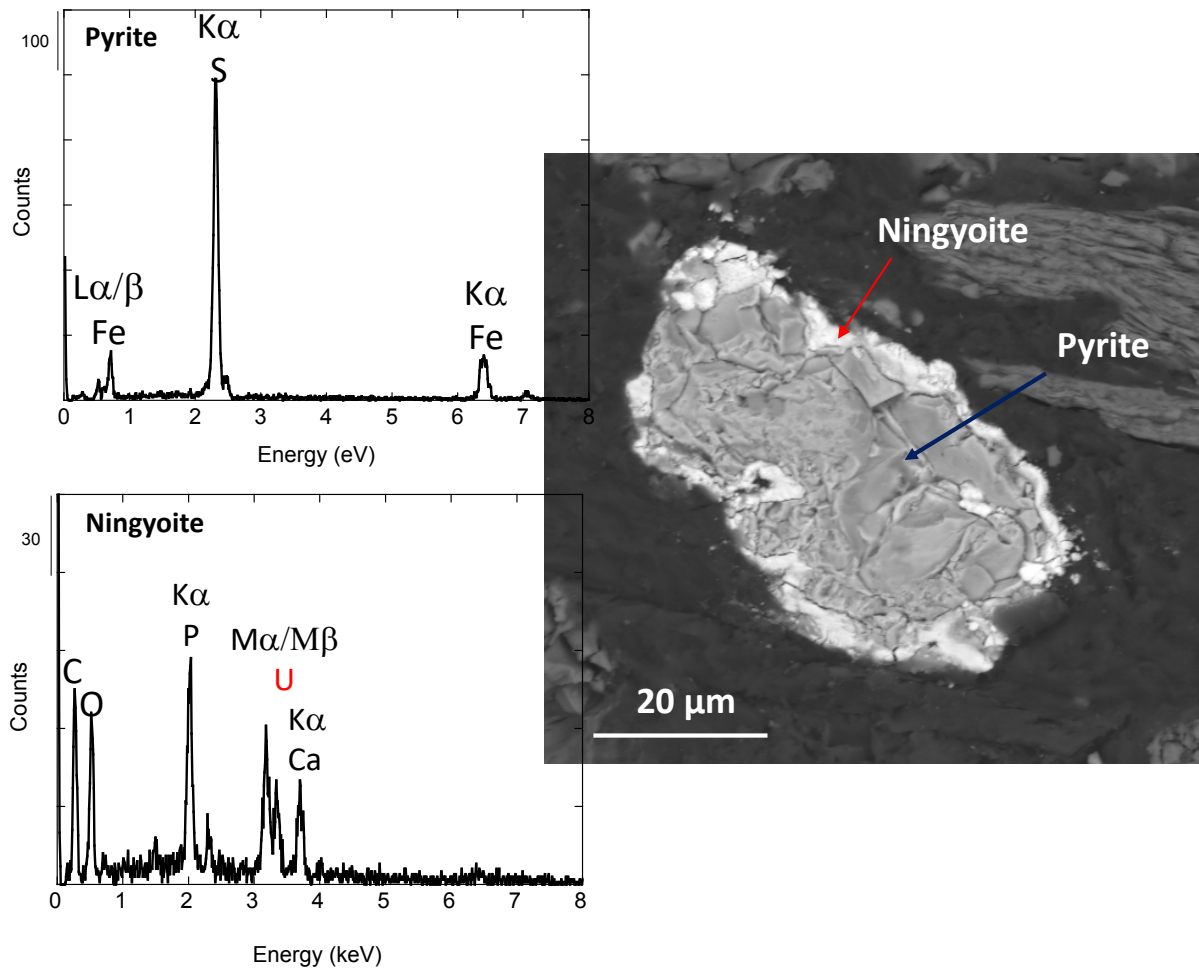 Pyrite
100
Kα
S
Lα/β
Fe
Kα
Fe
Counts
0 1 2 3 4 5 6 7 8
Energy (eV)
Ningyoite
30
Kα
P
Mα/Mβ
U
Kα
Ca
C
O
Counts
0 1 2 3 4 5 6 7 8
Energy (keV)
Ningyoite
Pyrite
20 µm